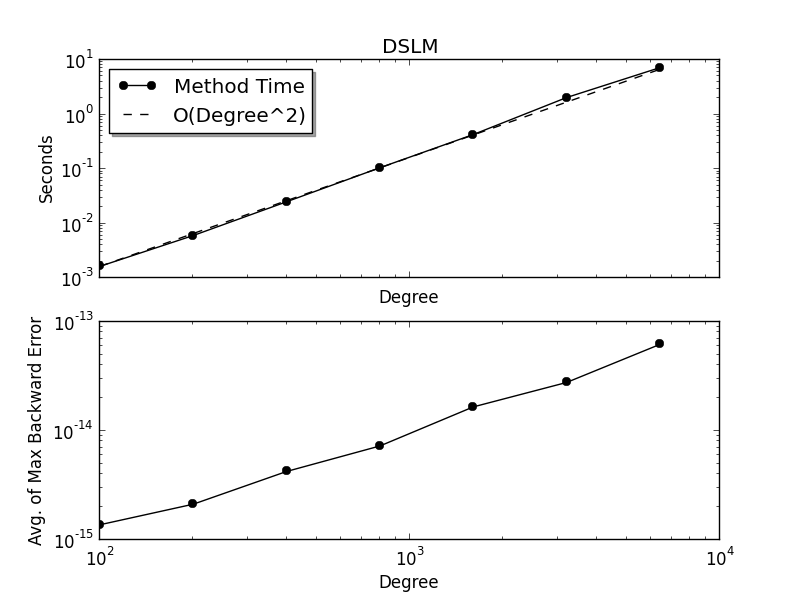 DSLM
10^1
Method Time
O(Degree^2)
10^0
10^-1
10^-2
10^-3
Seconds
Degree
10^-13
10^-14
10^-15
Avg. of Max Backward Error
10^2
10^3
10^4
Degree